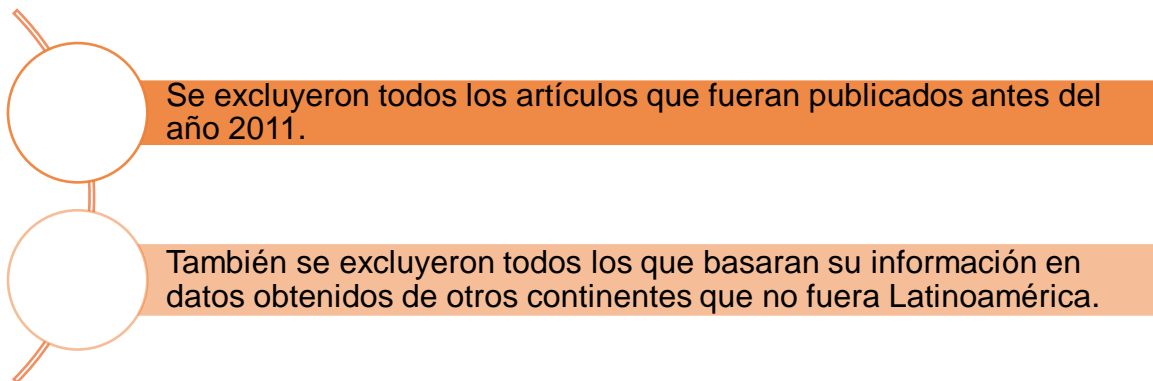 Se excluyeron todos los artículos que fueran publicados antes del
año 2011.
También se excluyeron todos los que basaran su información en
datos obtenidos de otros continentes que no fuera Latinoamérica.